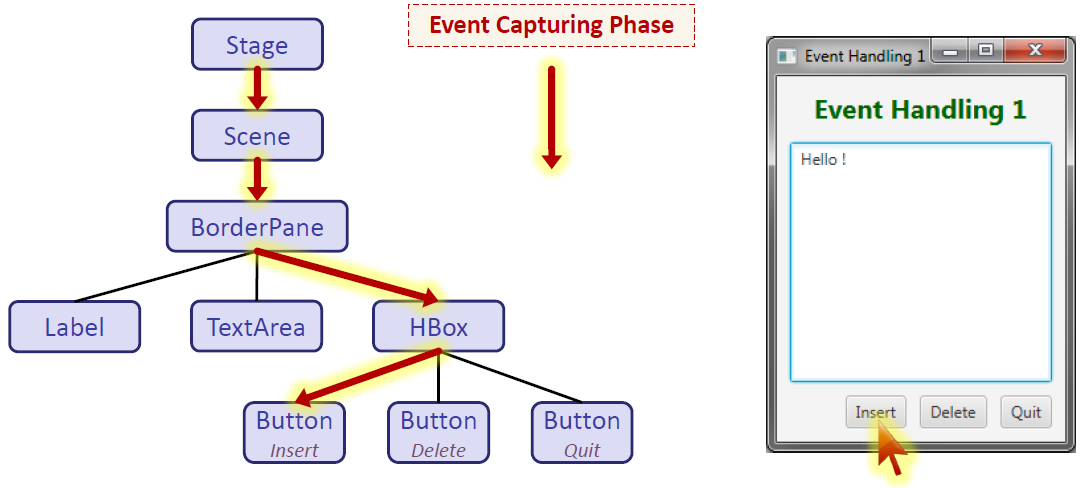 Event Capturing Phase
Stage
Scene
BorderPane
Label
TextArea
HBox
Button
Insert
Button
Delete
Button
Quit
Event Handling 1
Event Handling 1
Hello !
Insert
Delete
Quit